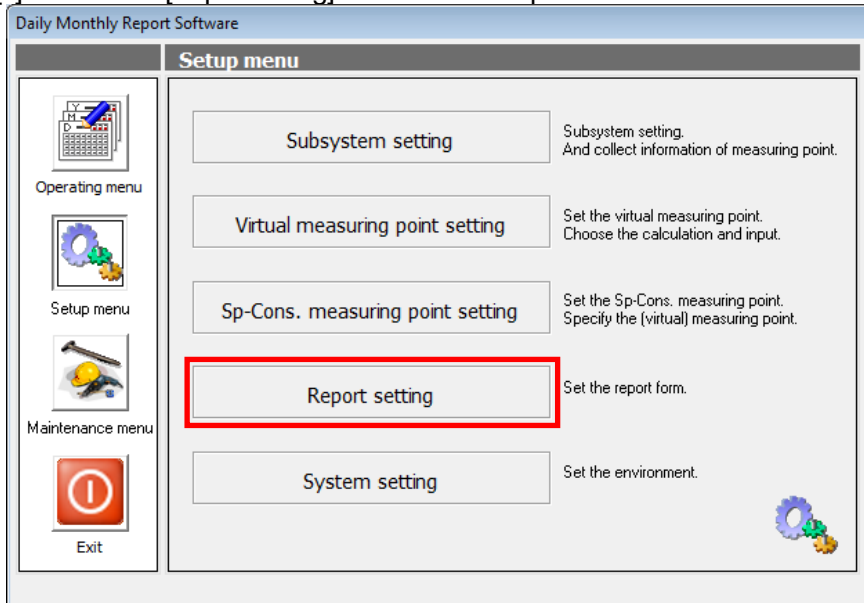 Daily Monthly Report Software
Setup menu
Operating menu
Setup menu
Maintenance menu
Exit
Subsystem setting
Subsystem setting.
And collect information of measuring point.
Virtual measuring point setting
Set the virtual measuring point.
Choose the calculation and input.
Sp-Cons. measuring point setting
Set the Sp-Cons. measuring point.
Specify the (virtual) measuring point.
Report setting
Set the report form.
System setting
Set the environment.